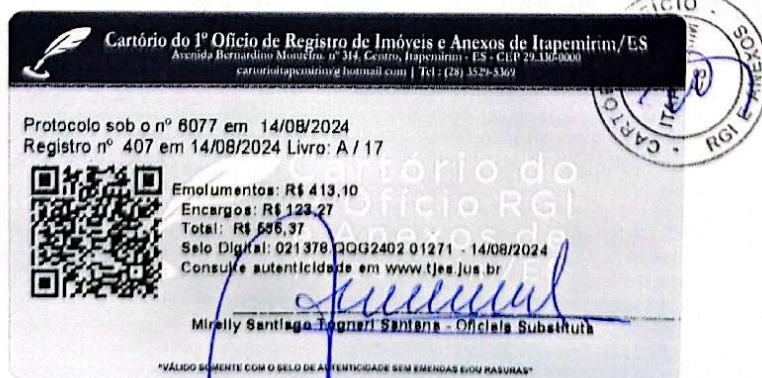 Cartório do 1º Ofício de Registro de Imóveis e Anexos de Itapemirim/ES
Avenida Bernardino Monteiro, nº 314, Centro, Itapemirim - ES - CEP 29.330-0000
cartorioitapemirim@hotmail.com | Tel : (28) 3529-5369
Protocolo sob o nº 6077 em 14/08/2024
Registro nº 407 em 14/08/2024 Livro: A / 17
Emolumentos: R$ 413,10
Encargos: R$ 123,27
Total: R$ 536,37
Selo Digital: 021378.QQG2402.01271 - 14/08/2024
Consulte autenticidade em www.tjes.jus.br
Mirelly Santiago Togneri Santana - Oficiala Substituta
"VÁLIDO SOMENTE COM O SELO DE AUTENTICIDADE SEM EMENDAS E/OU RASURAS"
Cartório do
Ofício RGI
Anexos de
RGI E ANEXOS